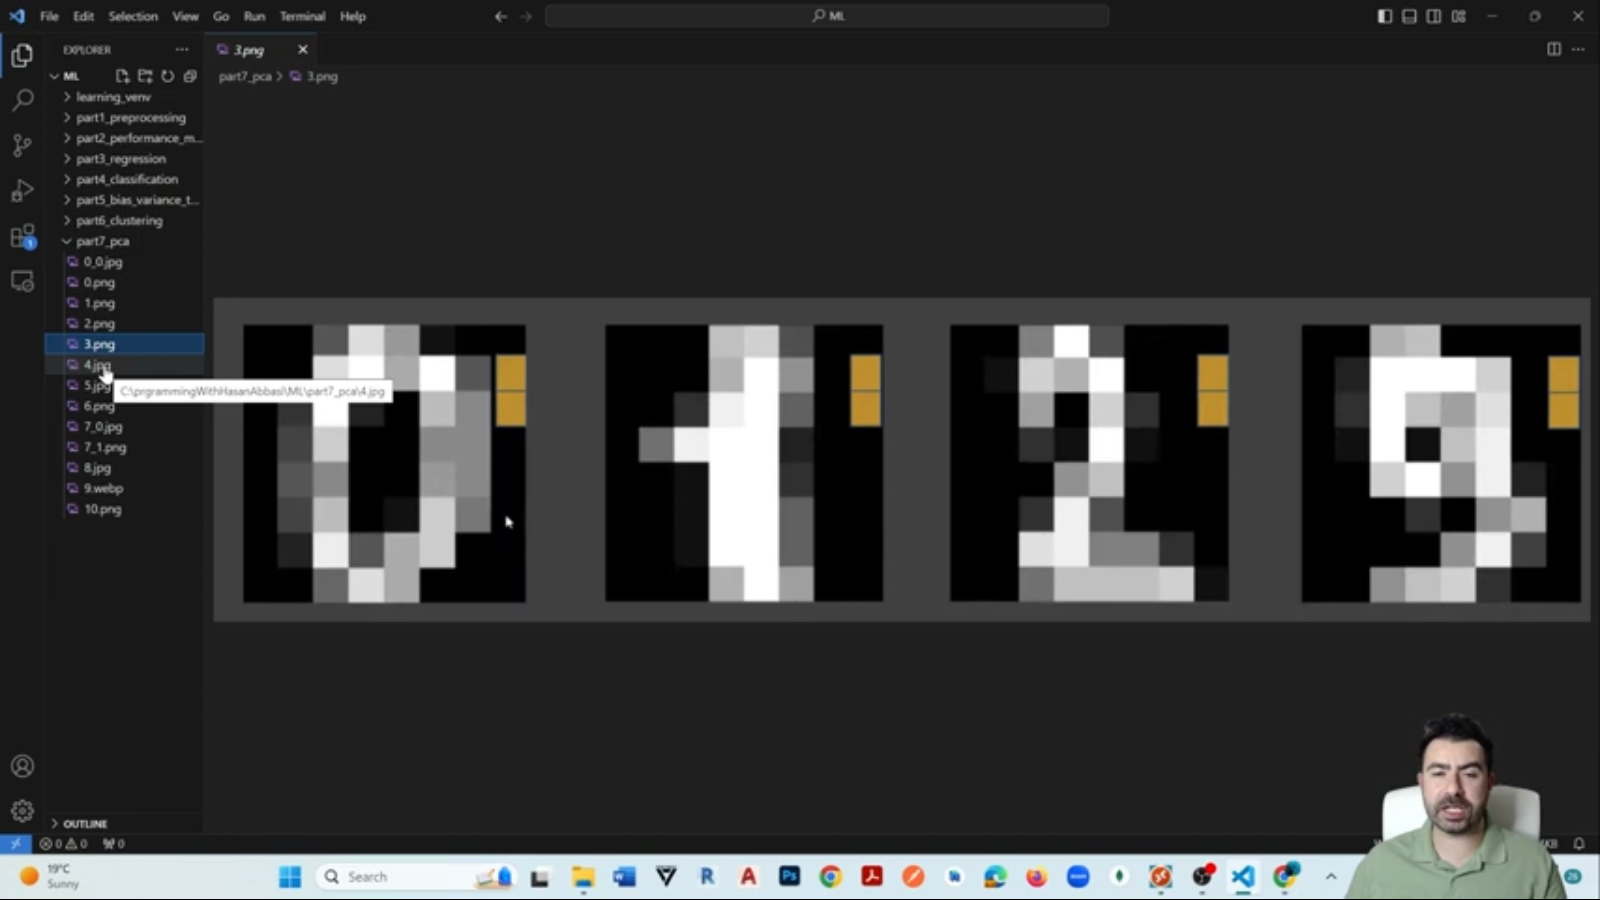 File Edit Selection View Go Run Terminal Help
ML
EXPLORER
3.png
ML
part7_pca > 3.png
learning_venv
part1_preprocessing
part2_performance_m...
part3_regression
part4_classification
part5_bias_variance_t...
part6_clustering
part7_pca
0_0.jpg
0.png
1.png
2.png
3.png
4.jpg
C:\prgrammingWithHasanAbbasi\ML\part7_pca\4.jpg
5.jpg
6.png
7_0.jpg
7_1.png
8.jpg
9.webp
10.png
OUTLINE
0 0 0
19°C
Sunny
Search